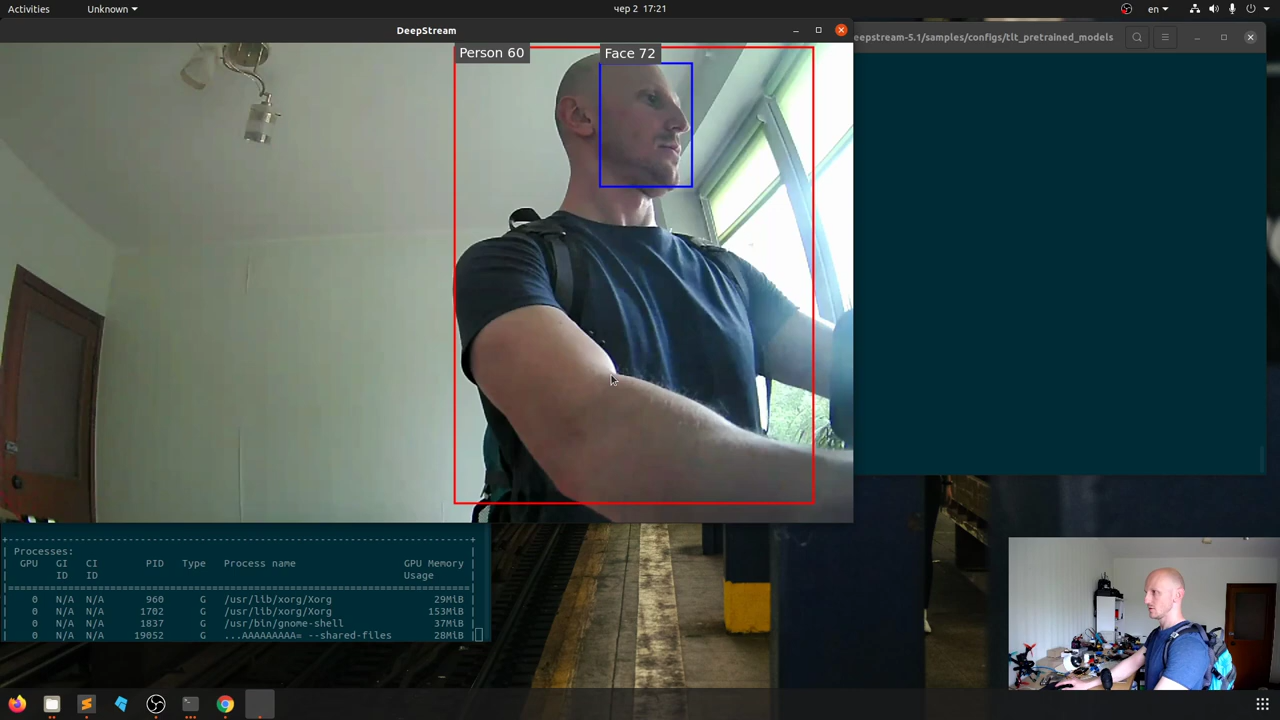 Activities
Unknown
чер 2 17:21
en
DeepStream
deepstream-5.1/samples/configs/tlt_pretrained_models
Person 60
Face 72
Processes:
GPU GI CI PID Type Process name GPU Memory
ID ID Usage
0 N/A N/A 960 G /usr/lib/xorg/Xorg 29MiB
0 N/A N/A 1702 G /usr/lib/xorg/Xorg 153MiB
0 N/A N/A 1837 G /usr/bin/gnome-shell 37MiB
0 N/A N/A 19052 G ...AAAAAAAAA= --shared-files 28MiB